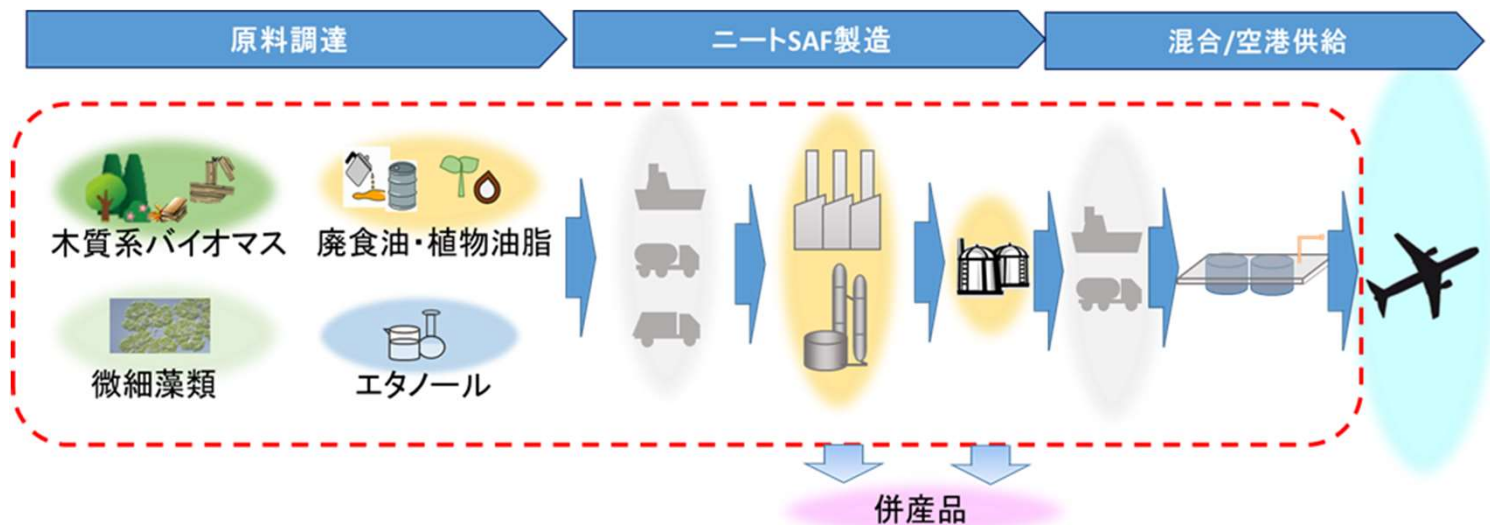 原料調達
ニートSAF製造
混合/空港供給
木質系バイオマス
廃食油・植物油脂
微細藻類
エタノール
併産品